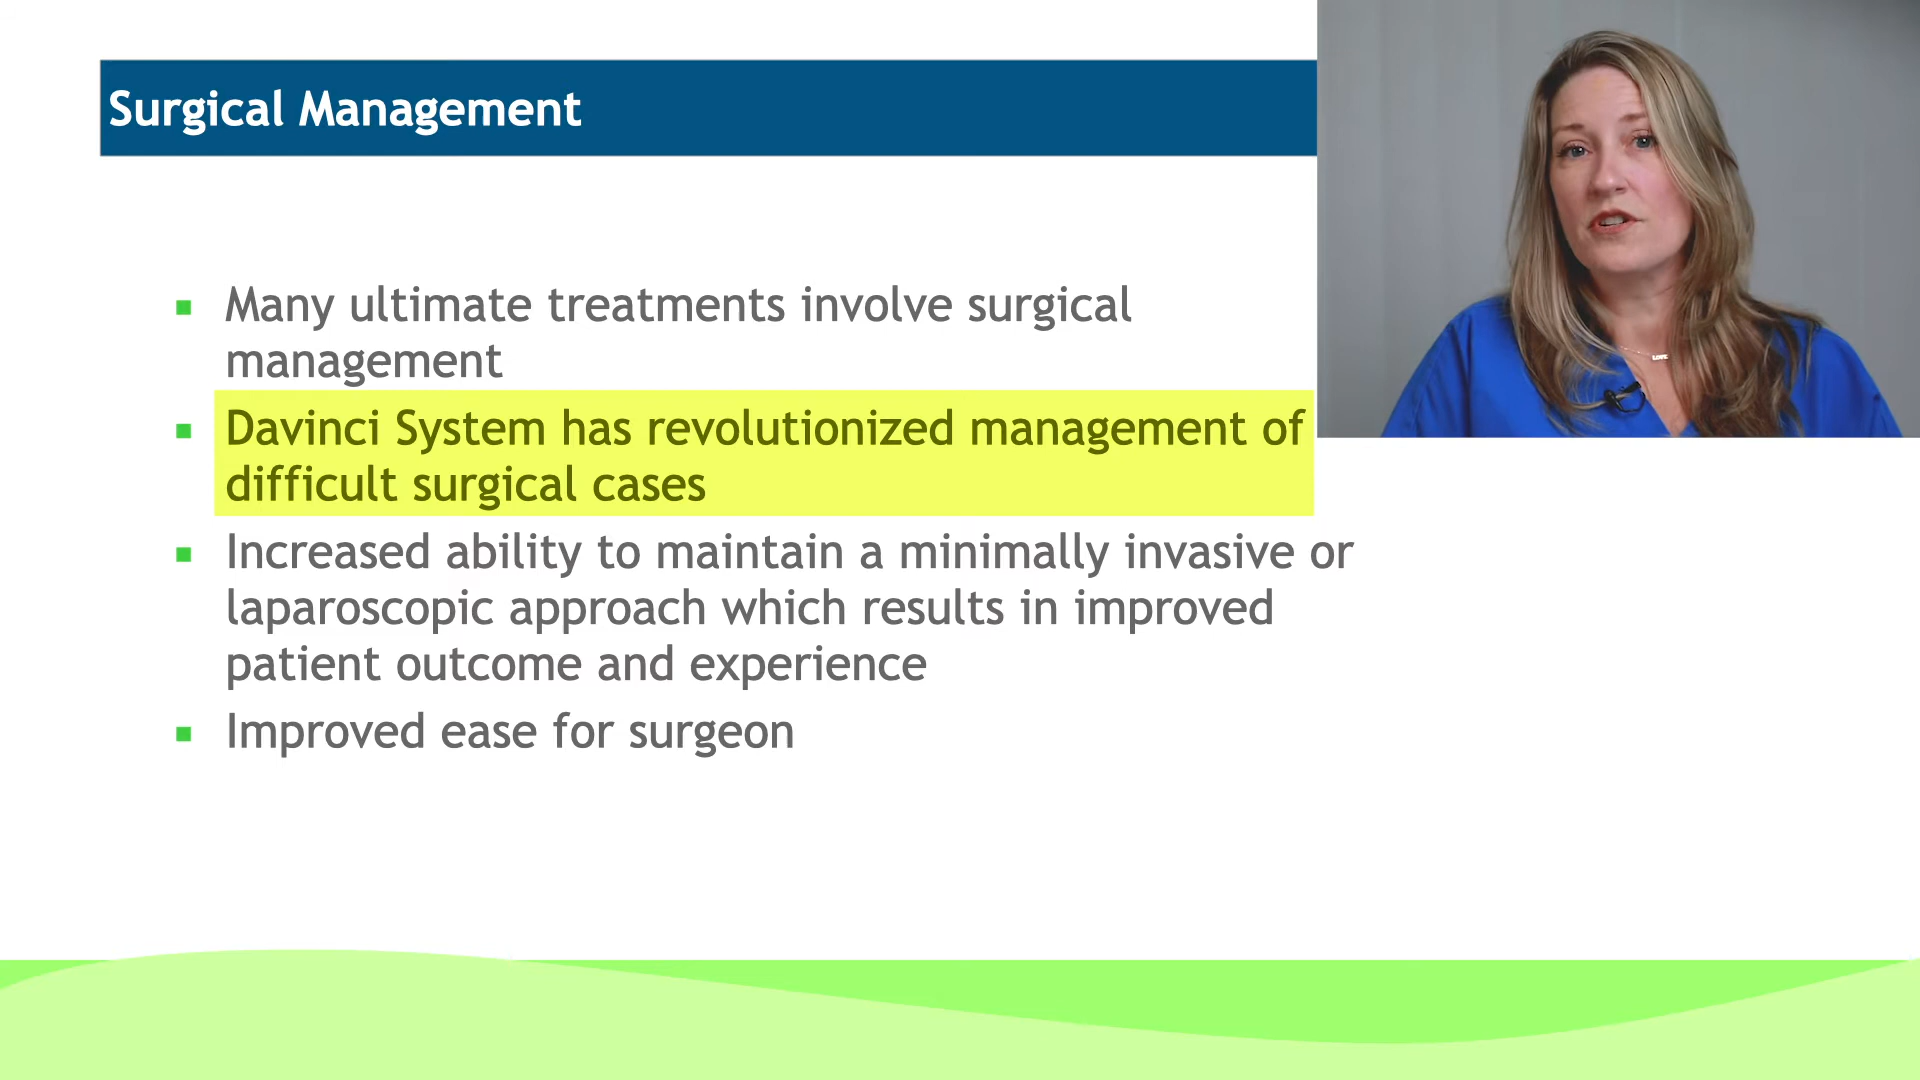 Surgical Management
Many ultimate treatments involve surgical
management
Davinci System has revolutionized management of
difficult surgical cases
Increased ability to maintain a minimally invasive or
laparoscopic approach which results in improved
patient outcome and experience
Improved ease for surgeon
LOVE